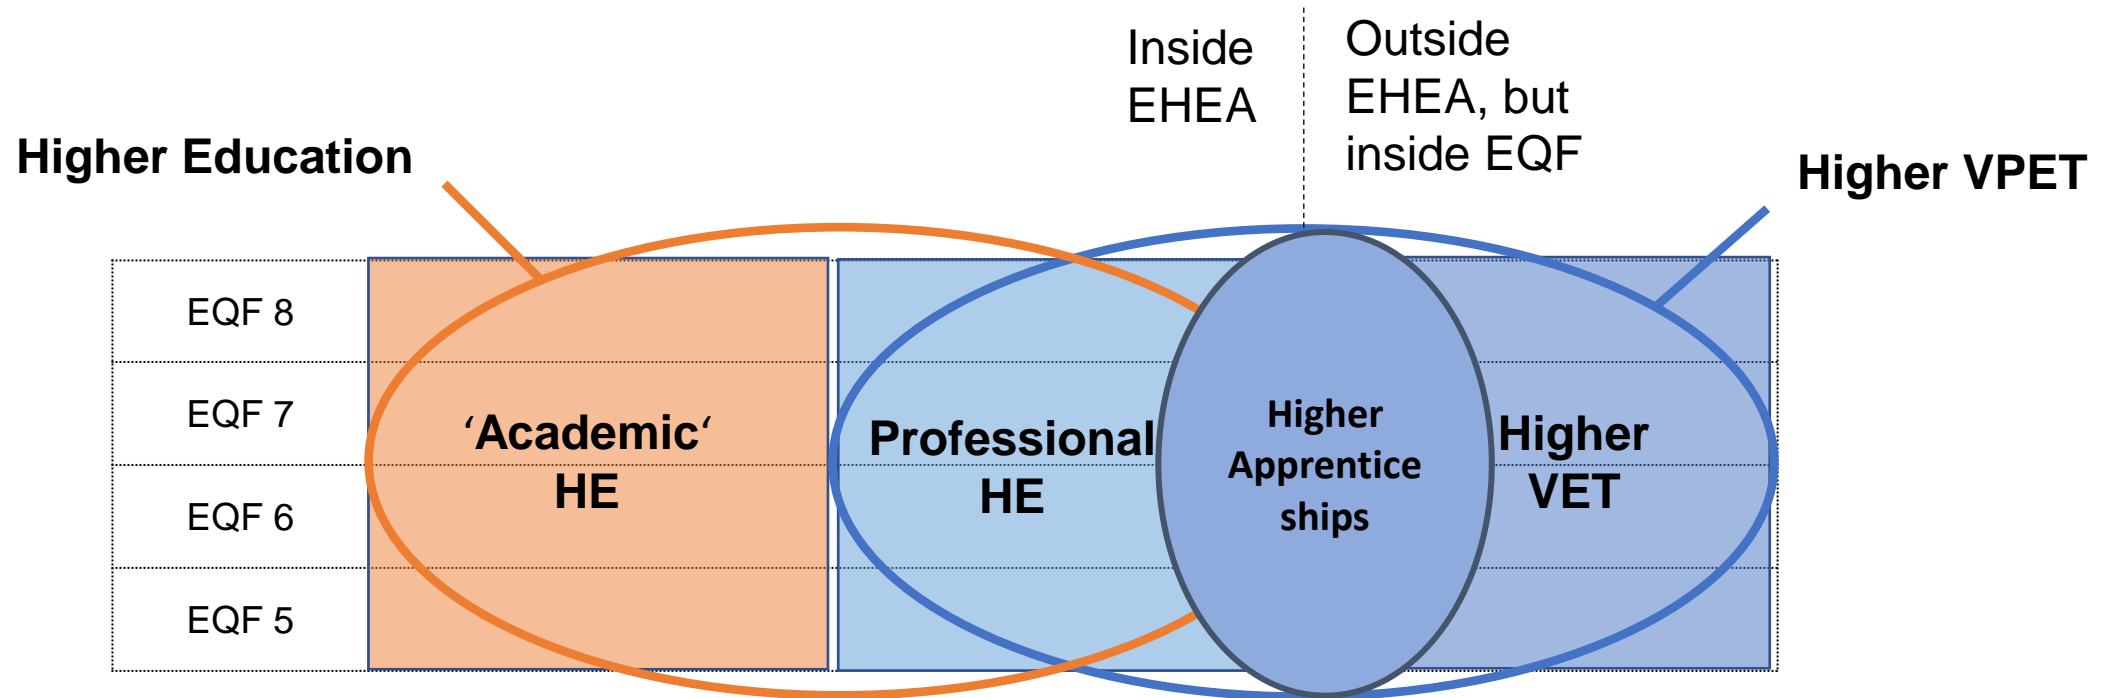 Inside
EHEA
Outside
EHEA, but
inside EQF
Higher Education
Higher VPET
EQF 8
EQF 7
EQF 6
EQF 5
‘Academic‘
HE
Professional
HE
Higher
Apprentice
ships
Higher
VET